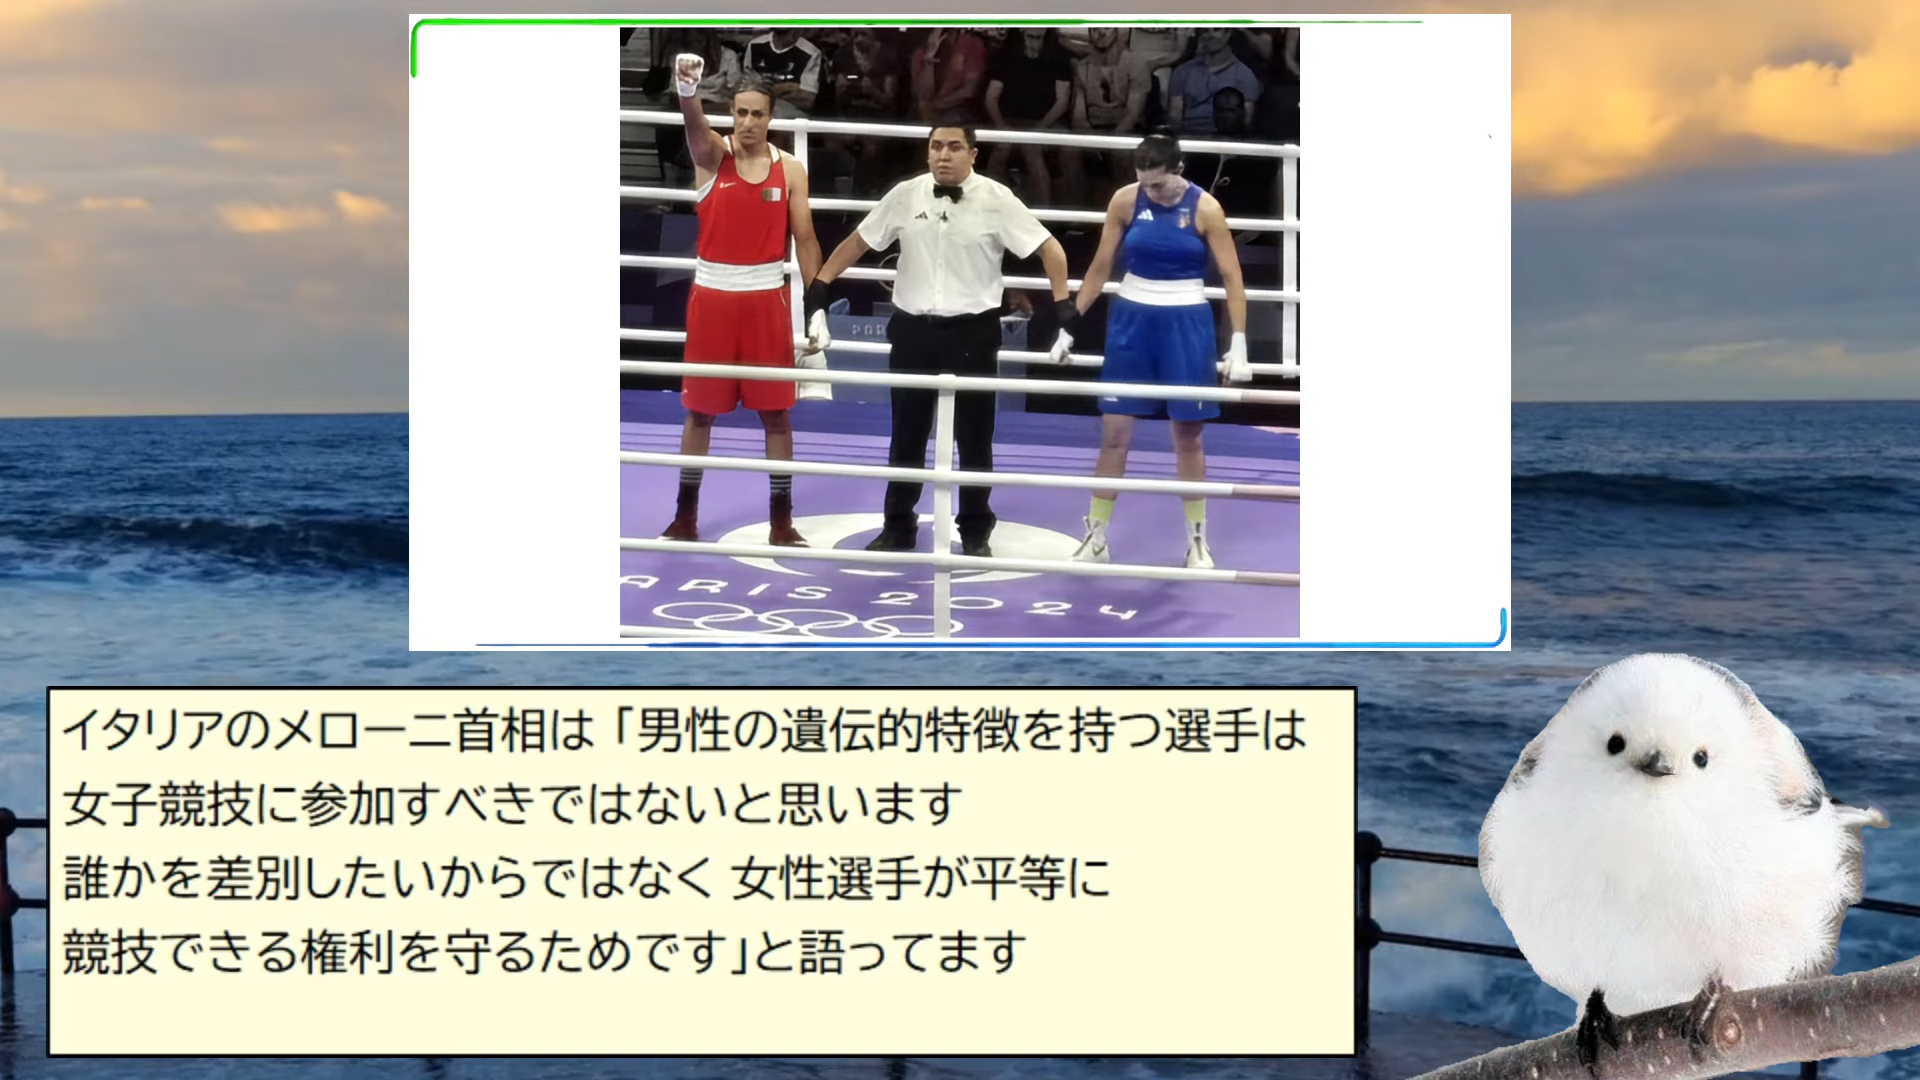 PAR
ARIS 2024
イタリアのメローニ首相は「男性の遺伝的特徴を持つ選手は
女子競技に参加すべきではないと思います
誰かを差別したいからではなく 女性選手が平等に
競技できる権利を守るためです」と語ってます